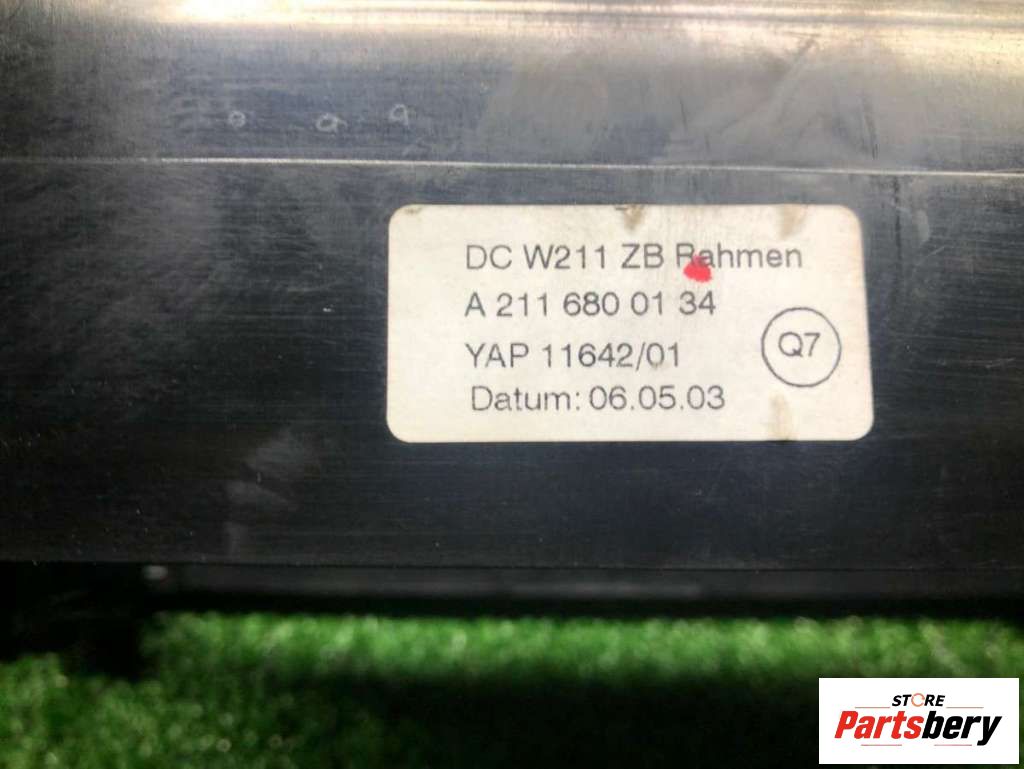 DC W211 ZB Rahmen
A 211 680 01 34
YAP 11642/01
Q7
Datum: 06.05.03
STORE
Partsbery